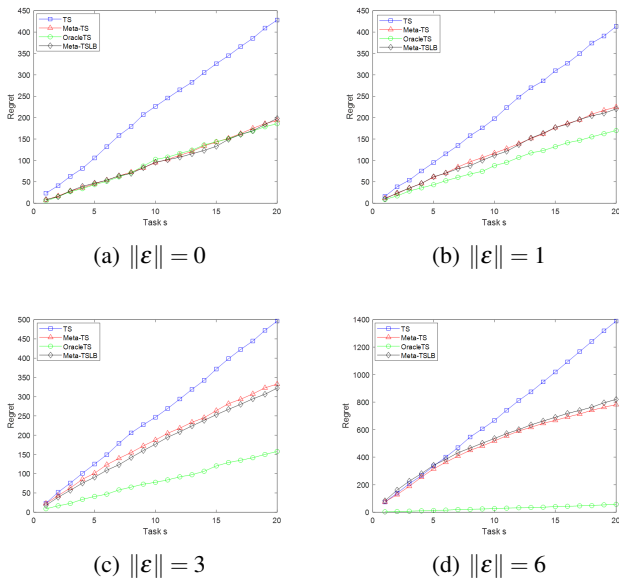 TS
Meta-TS
OracleTS
Meta-TSLB
Regret
450
400
350
300
250
200
150
100
50
0
0 5 10 15 20
Task s
(a) ‖ε‖ = 0
TS
Meta-TS
OracleTS
Meta-TSLB
Regret
450
400
350
300
250
200
150
100
50
0
0 5 10 15 20
Task s
(b) ‖ε‖ = 1
TS
Meta-TS
OracleTS
Meta-TSLB
Regret
500
450
400
350
300
250
200
150
100
50
0
0 5 10 15 20
Task s
(c) ‖ε‖ = 3
TS
Meta-TS
OracleTS
Meta-TSLB
Regret
1400
1200
1000
800
600
400
200
0
0 5 10 15 20
Task s
(d) ‖ε‖ = 6